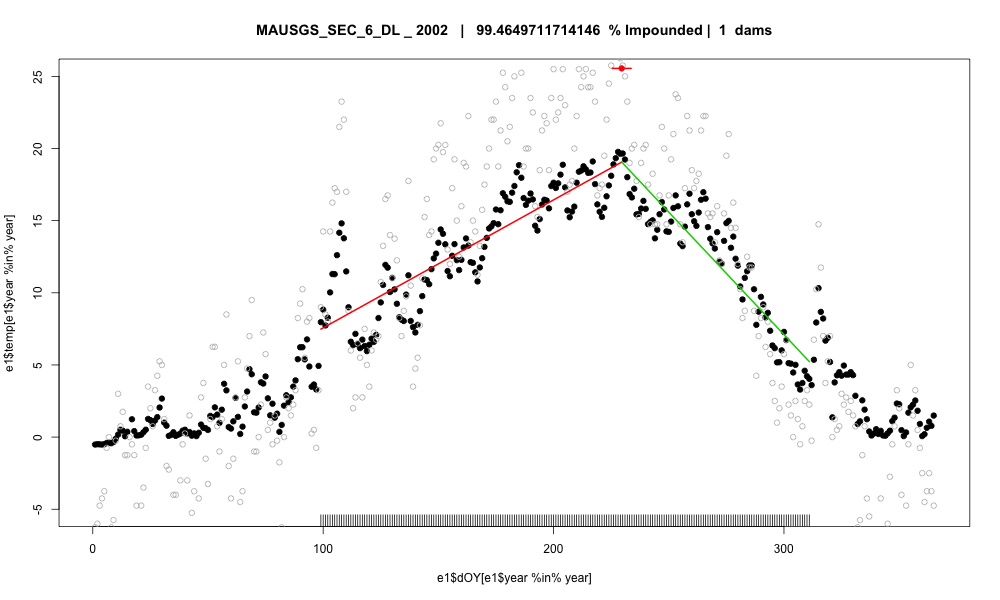 MAUSGS_SEC_6_DL _ 2002 | 99.4649711714146 % Impounded | 1 dams
25
20
15
10
5
0
-5
e1$temp[e1$year %in% year]
0 100 200 300
e1$dOY[e1$year %in% year]